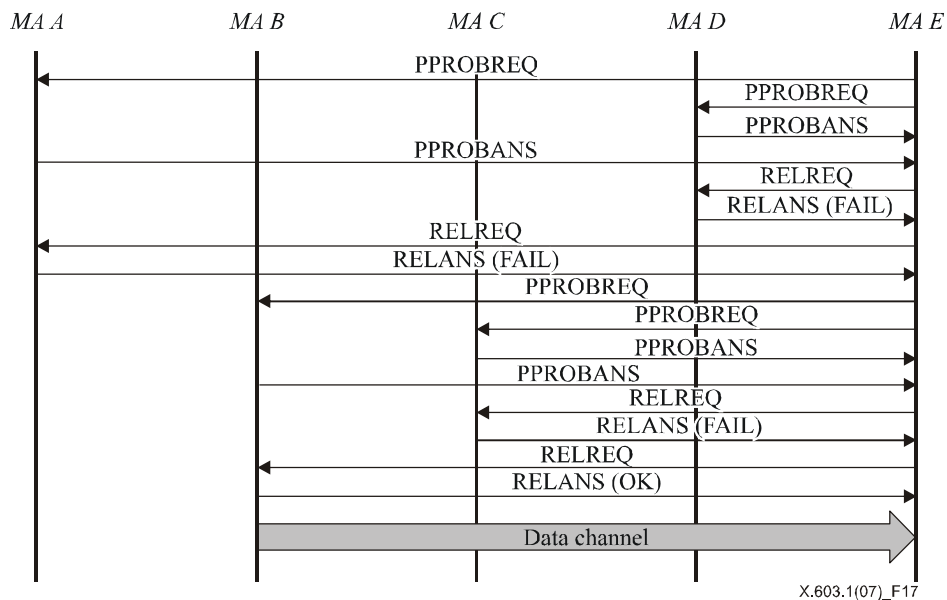 MA A MA B MA C MA D MA E
PPROBREQ
PPROBREQ
PPROBANS
PPROBANS
RELREQ
RELANS (FAIL)
RELREQ
RELANS (FAIL)
PPROBREQ
PPROBREQ
PPROBANS
PPROBANS
RELREQ
RELANS (FAIL)
RELREQ
RELANS (OK)
Data channel
X.603.1(07)_F17